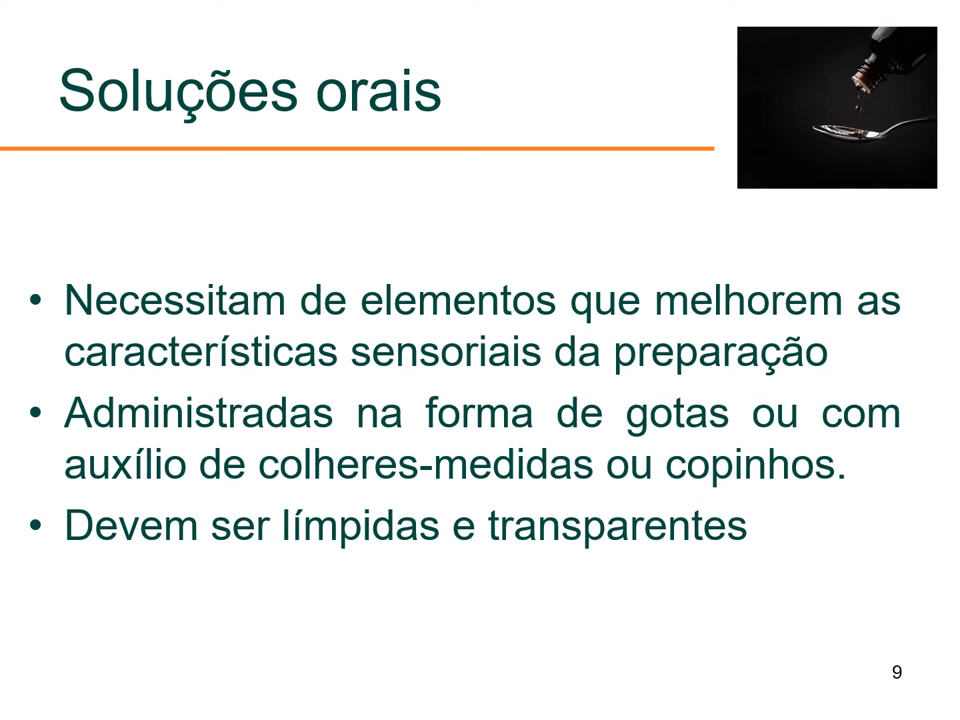 Soluções orais
• Necessitam de elementos que melhorem as
características sensoriais da preparação
• Administradas na forma de gotas ou com
auxílio de colheres-medidas ou copinhos.
• Devem ser límpidas e transparentes
9